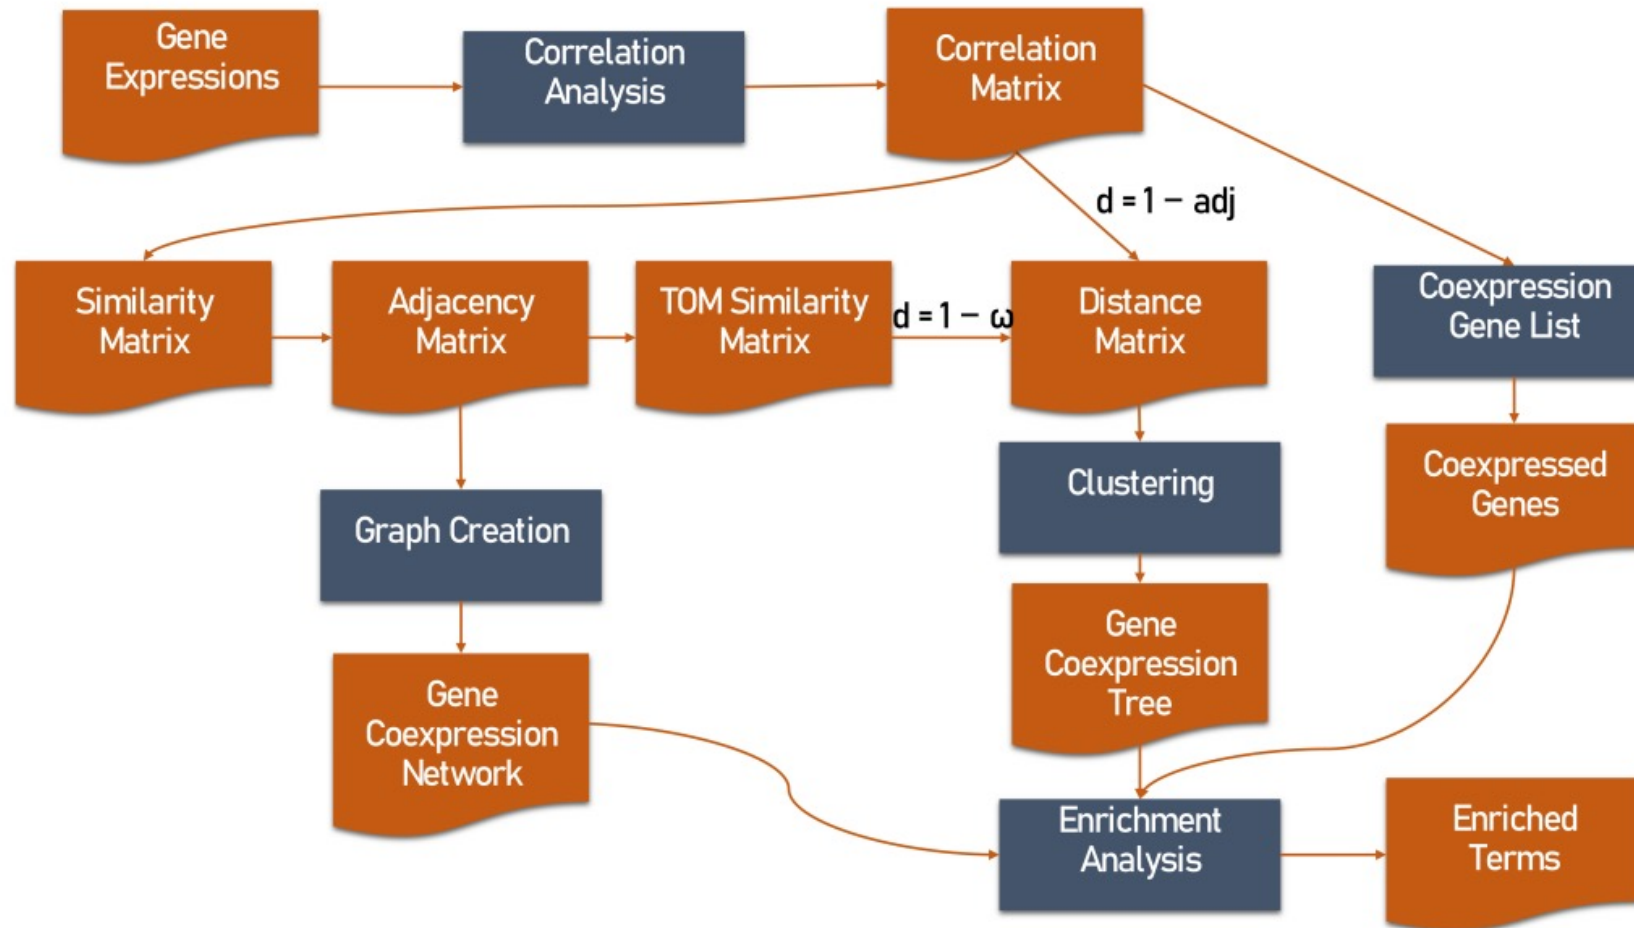 Gene
Expressions
Correlation
Analysis
Correlation
Matrix
d = 1 – adj
Similarity
Matrix
Adjacency
Matrix
TOM Similarity
Matrix
d = 1 – ω
Distance
Matrix
Coexpression
Gene List
Clustering
Coexpressed
Genes
Graph Creation
Gene
Coexpression
Tree
Gene
Coexpression
Network
Enrichment
Analysis
Enriched
Terms